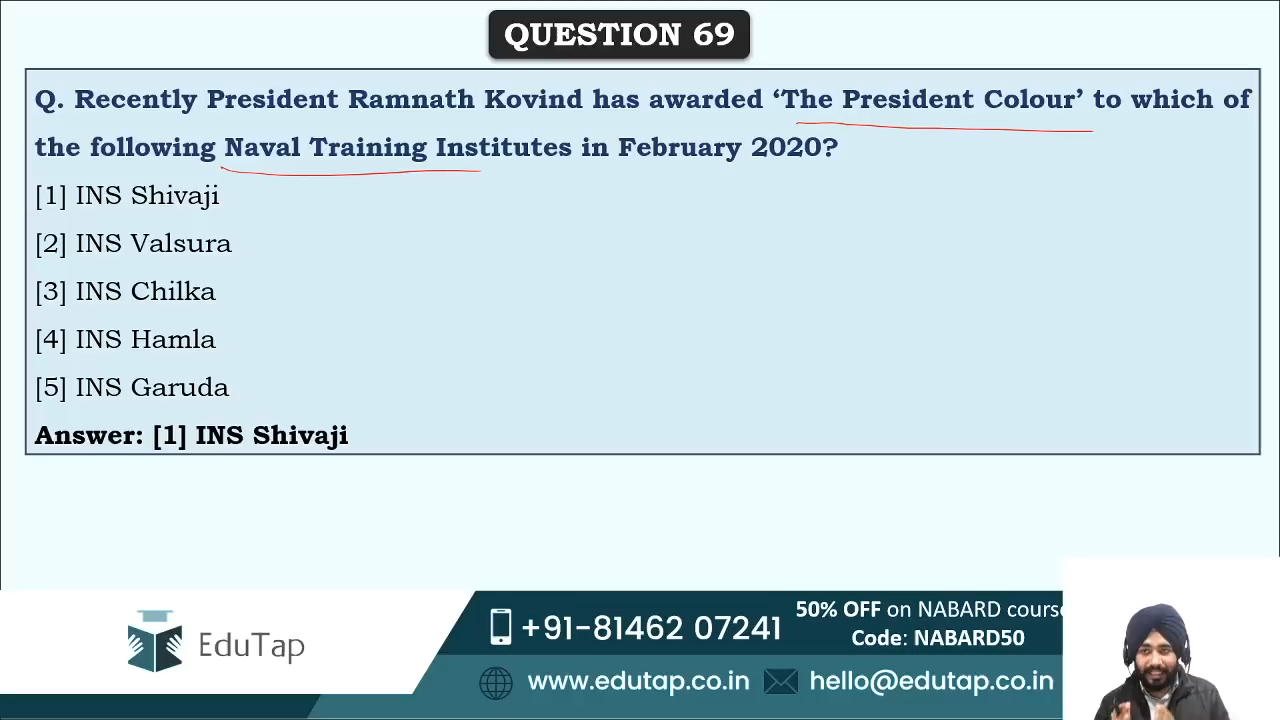 QUESTION 69
Q. Recently President Ramnath Kovind has awarded ‘The President Colour’ to which of
the following Naval Training Institutes in February 2020?
[1] INS Shivaji
[2] INS Valsura
[3] INS Chilka
[4] INS Hamla
[5] INS Garuda
Answer: [1] INS Shivaji
EduTap
+91-81462 07241
50% OFF on NABARD course
Code: NABARD50
www.edutap.co.in
hello@edutap.co.in